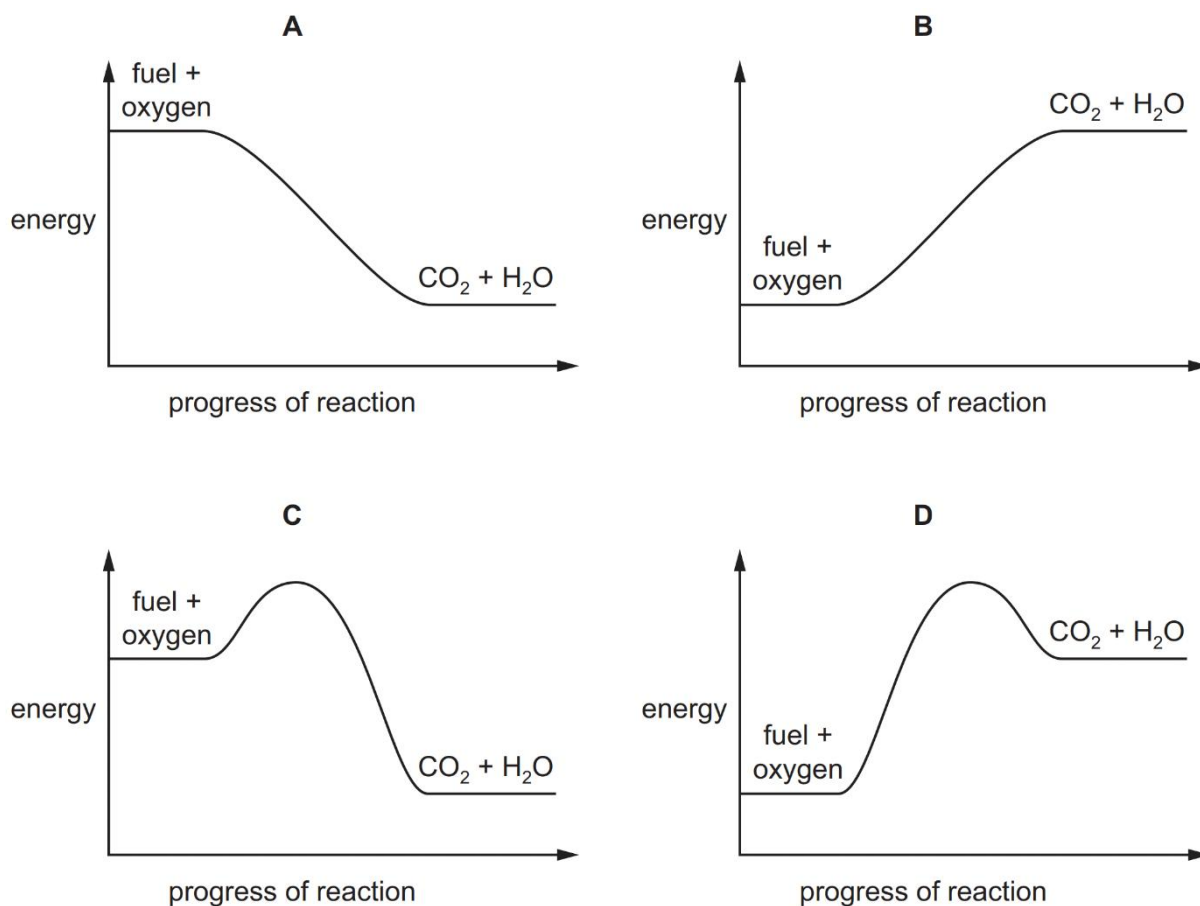 A
fuel +
oxygen
energy
CO₂ + H₂O
progress of reaction
B
CO₂ + H₂O
energy
fuel +
oxygen
progress of reaction
C
fuel +
oxygen
energy
CO₂ + H₂O
progress of reaction
D
CO₂ + H₂O
energy
fuel +
oxygen
progress of reaction